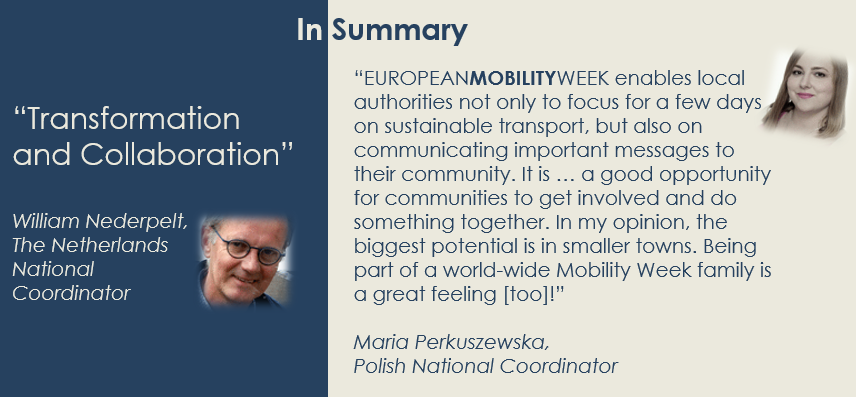 In Summary
“Transformation
and Collaboration”
William Nederpelt,
The Netherlands
National
Coordinator
“EUROPEANMOBILITYWEEK enables local
authorities not only to focus for a few days
on sustainable transport, but also on
communicating important messages to
their community. It is … a good opportunity
for communities to get involved and do
something together. In my opinion, the
biggest potential is in smaller towns. Being
part of a world-wide Mobility Week family is
a great feeling [too]!”
Maria Perkuszewska,
Polish National Coordinator